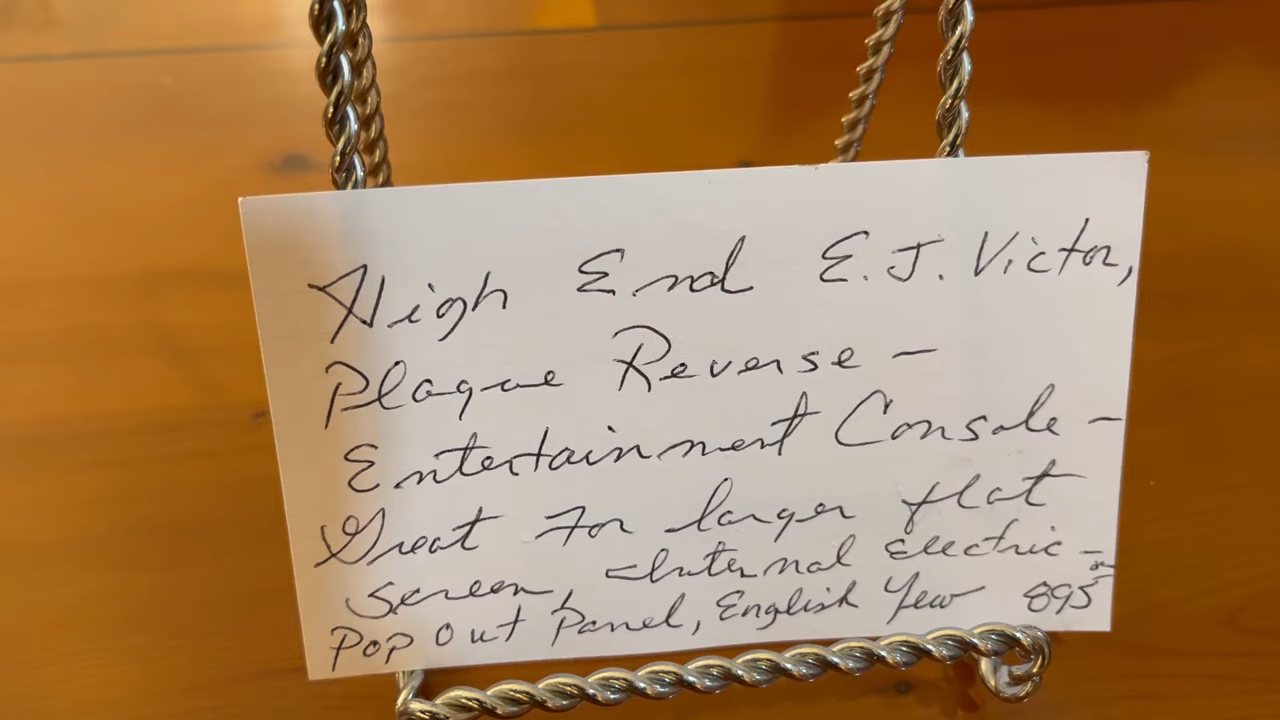 High End E.J. Victor,
Plaque Reverse -
Entertainment Console -
Great For larger flat
screen, Internal Electric -
Pop Out Panel, English Yew 895